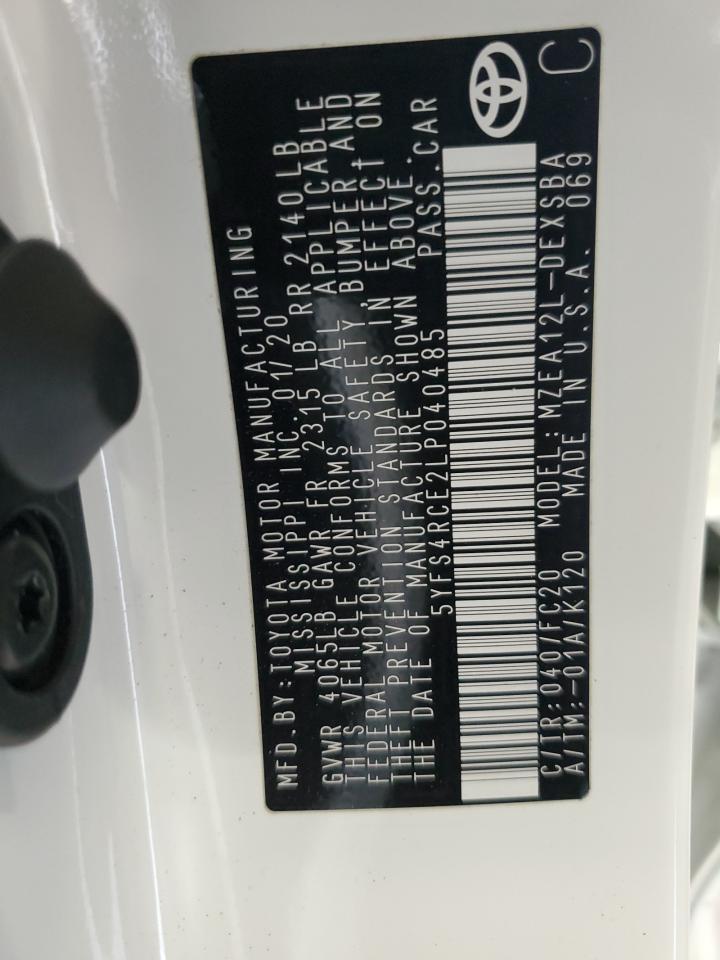 MFD.BY:TOYOTA MOTOR MANUFACTURING
MISSISSIPPI INC. 01/20
GVWR 4065LB GAWR FR 2315 LB RR 2140LB
THIS VEHICLE CONFORMS TO ALL APPLICABLE
FEDERAL MOTOR VEHICLE SAFETY,BUMPER,AND
THEFT PREVENTION STANDARDS IN EFFECT ON
THE DATE OF MANUFACTURE SHOWN ABOVE.
5YFS4RCE2LP040485 PASS.CAR
C/TR:040/FC20 MODEL:MZEA12L-DEXSBA
A/TM:-01A/K120 MADE IN U.S.A. 069
C